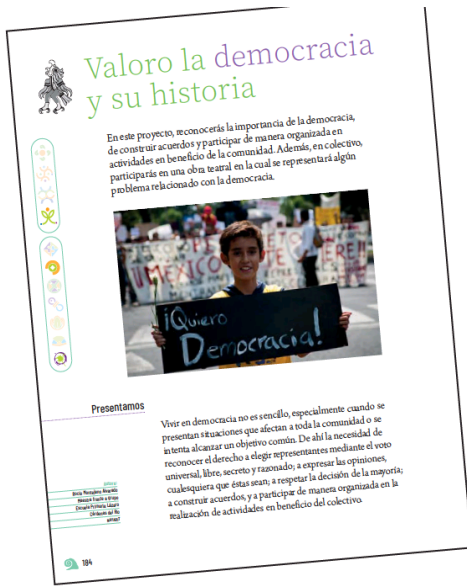 Valoro la democracia
y su historia
En este proyecto, reconocerás la importancia de la democracia,
de construir acuerdos y participar de manera organizada en
actividades en beneficio de la comunidad. Además, en colectivo,
participarás en una obra teatral en la cual se representará algún
problema relacionado con la democracia.
MEXICO TE
¡Quiero
Democracia!
Presentamos
Vivir en democracia no es sencillo, especialmente cuando se
presentan situaciones que afectan a toda la comunidad o se
intenta alcanzar un objetivo común. De ahí la necesidad de
reconocer el derecho a elegir representantes mediante el voto
universal, libre, secreto y razonado; a expresar las opiniones,
cualesquiera que éstas sean; a respetar la decisión de la mayoría;
a construir acuerdos, y a participar de manera organizada en la
realización de actividades en beneficio del colectivo.
184